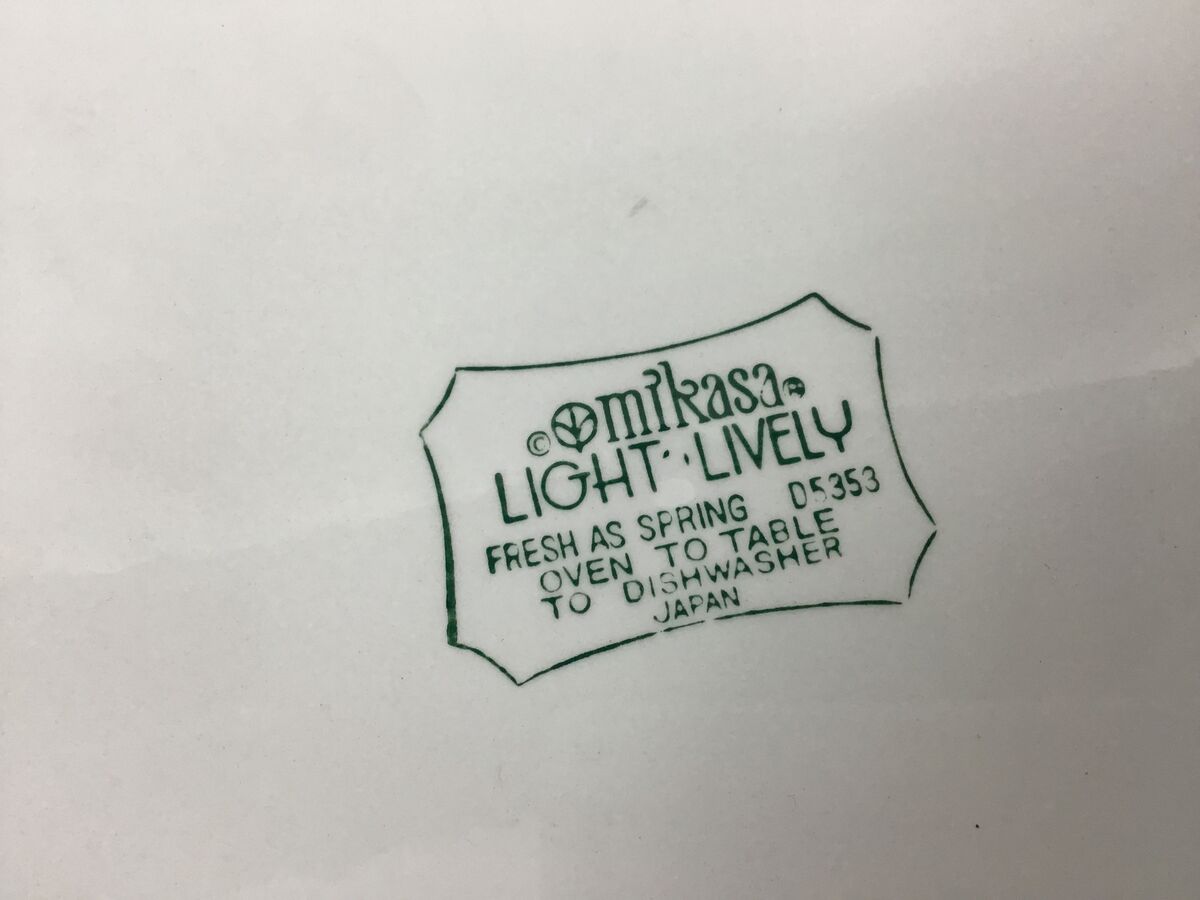 © mikasa®
LIGHT 'n' LIVELY
FRESH AS SPRING D5353
OVEN TO TABLE
TO DISHWASHER
JAPAN